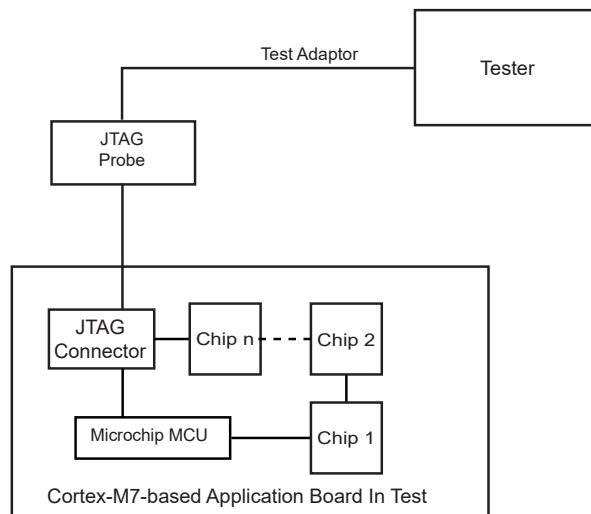 Test Adaptor
Tester
JTAG
Probe
JTAG
Connector
Chip n
Chip 2
Microchip MCU
Chip 1
Cortex-M7-based Application Board In Test